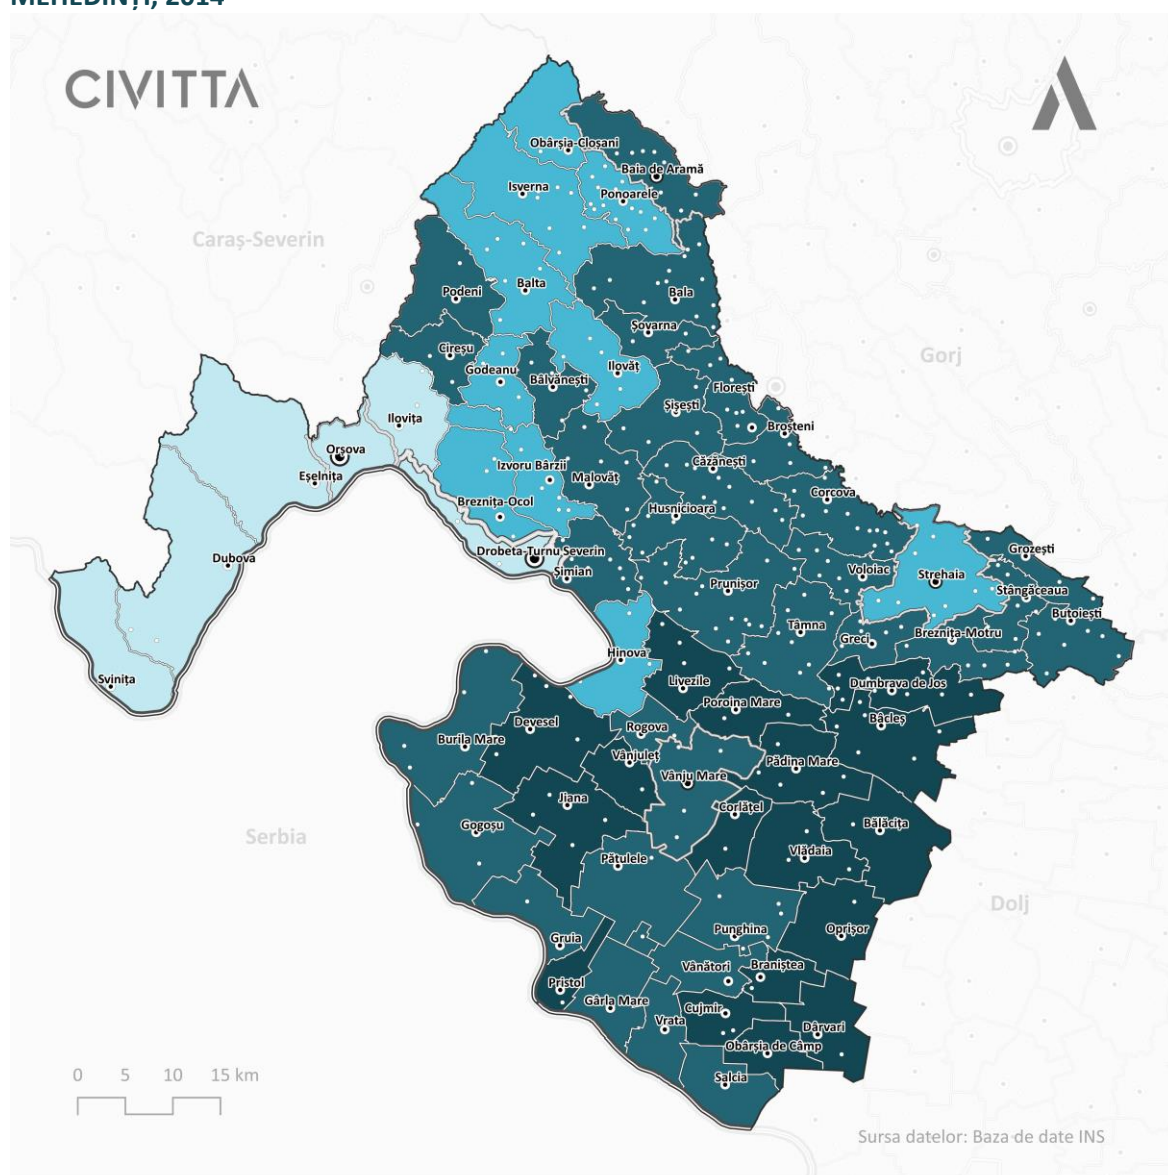 MEHEDINȚI, 2014
CIVITTA
Obârșia-Cloșani
Baia de Aramă
Isverna
Ponoarele
Caraș-Severin
Balta
Podeni
Bala
Șovarna
Gorj
Cireșu
Godeanu
Ilovăț
Bâlvănești
Florești
Șișești
Ilovița
Broșteni
Orșova
Căzănești
Izvoru Bârzii
Eșelnița
Malovăț
Corcova
Breznița-Ocol
Husnicioara
Drobeta-Turnu Severin
Grozești
Dubova
Șimian
Voloiac
Strehaia
Prunișor
Stângăceaua
Butoiești
Tâmna
Greci
Breznița-Motru
Hinova
Svinița
Livezile
Dumbrava de Jos
Poroina Mare
Devesel
Rogova
Bâcleș
Burila Mare
Vânjuleț
Pădina Mare
Vânju Mare
Jiana
Corlățel
Gogoșu
Bălăcița
Serbia
Vlădaia
Pătulele
Dolj
Punghina
Oprișor
Gruia
Vânători
Braniștea
Pristol
Gârla Mare
Cujmir
Vrata
Dârvari
Obârșia de Câmp
Salcia
0 5 10 15 km
Sursa datelor: Baza de date INS